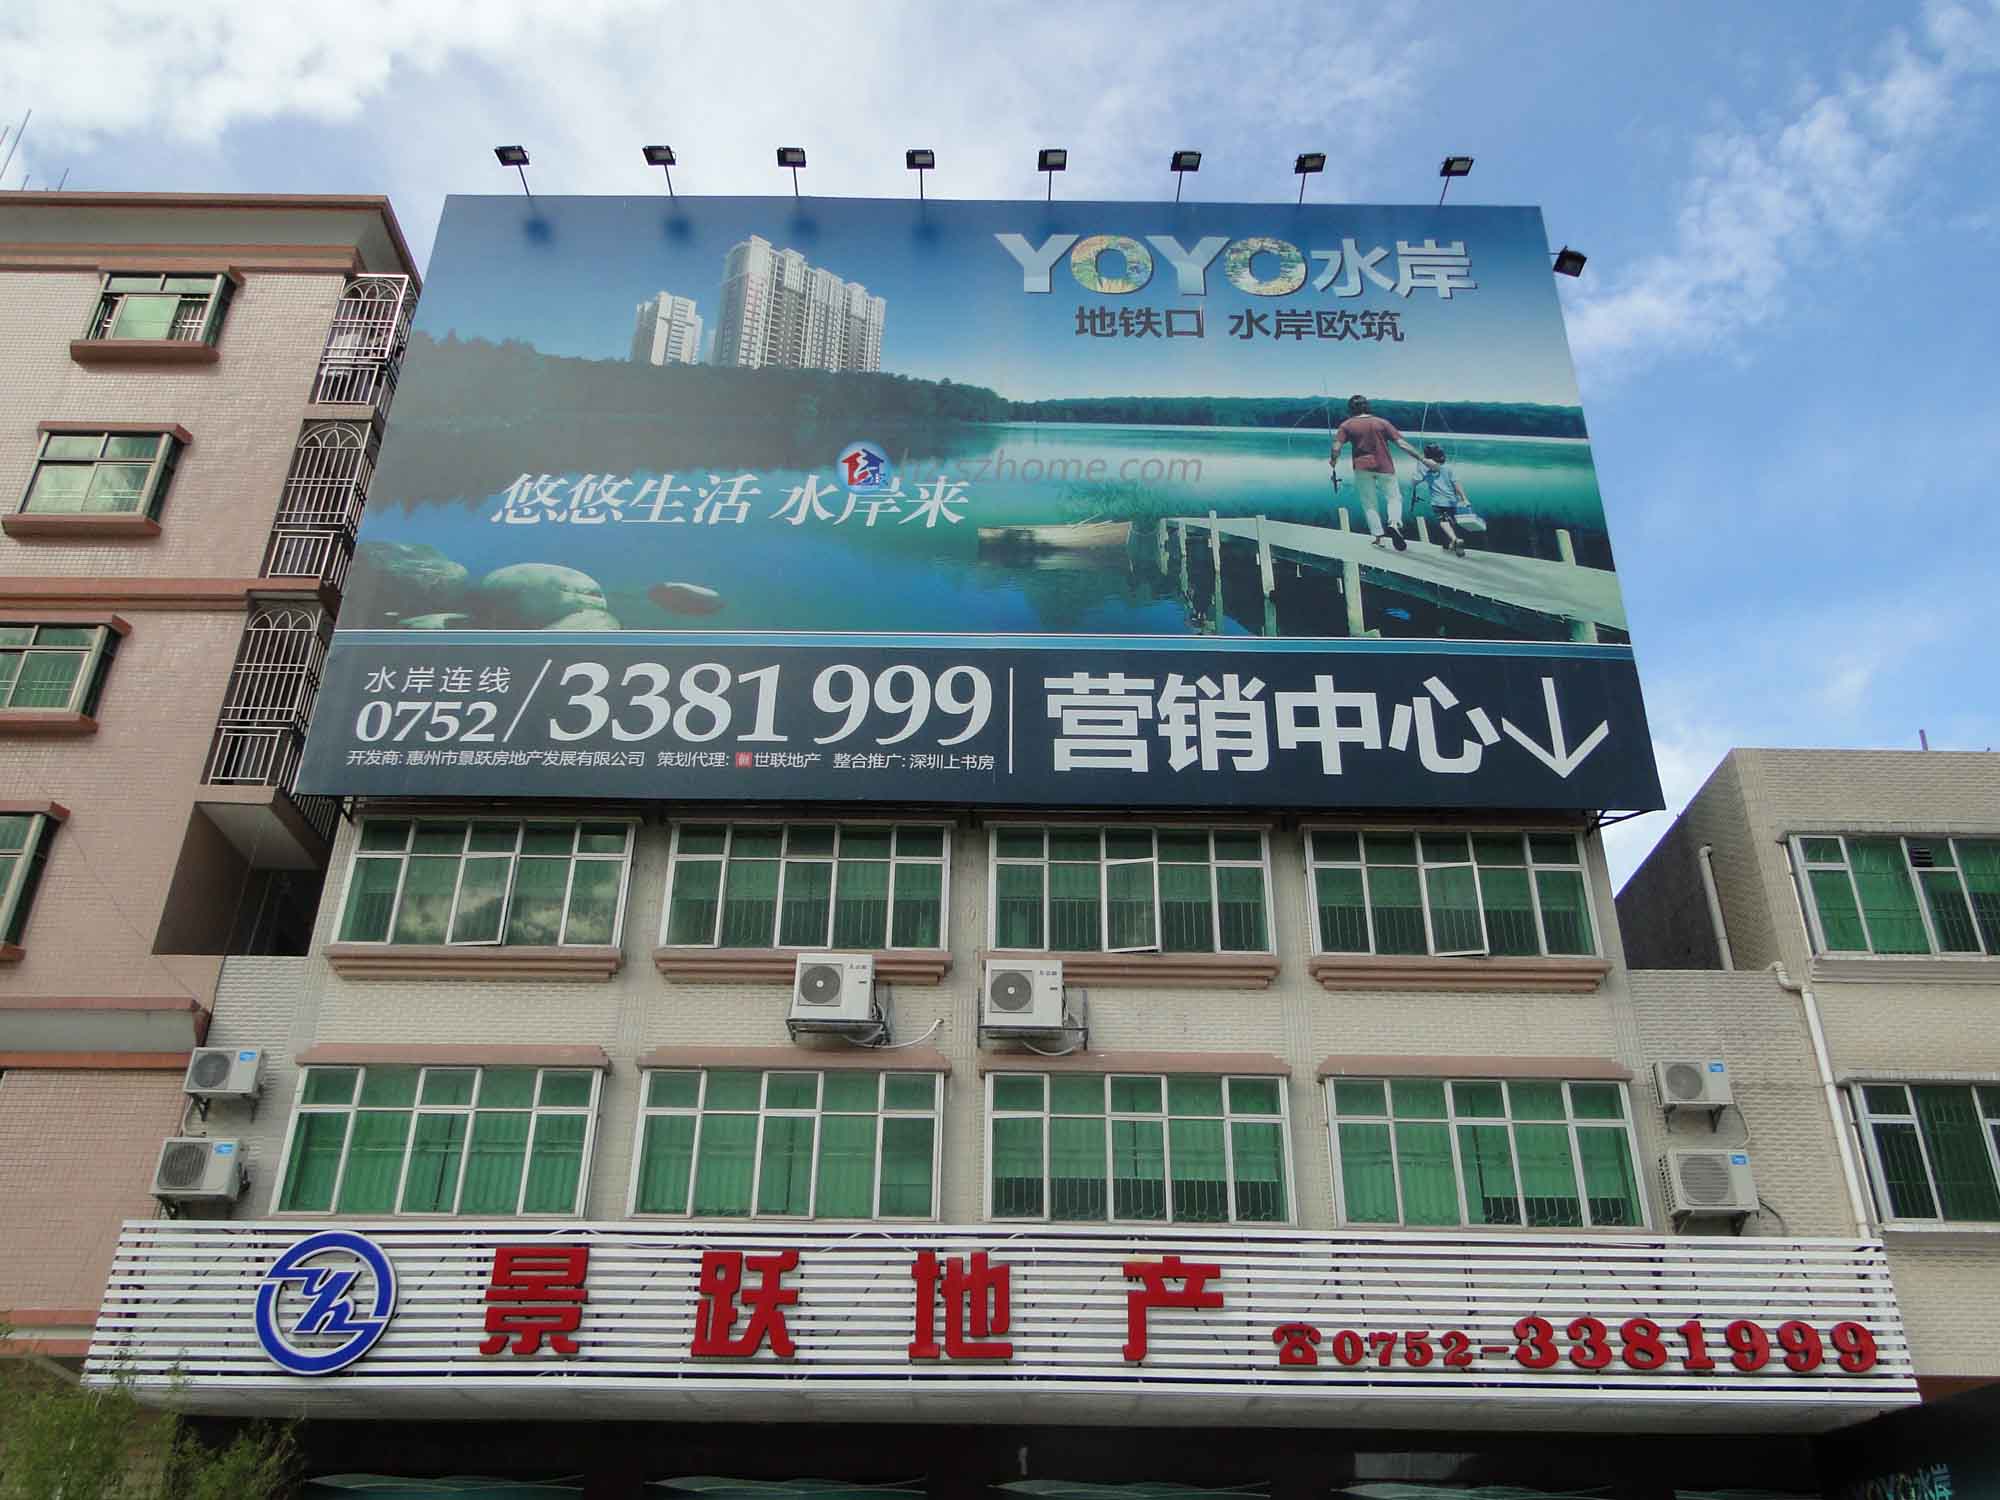 YOYO水岸
地铁口 水岸欧筑
hz.szhome.com
悠悠生活 水岸来
水岸连线
0752/3381999
营销中心
开发商:惠州市景跃房地产发展有限公司 策划代理:世联地产 整合推广:深圳上书房
景跃地产
☎0752-3381999
YOYO水岸